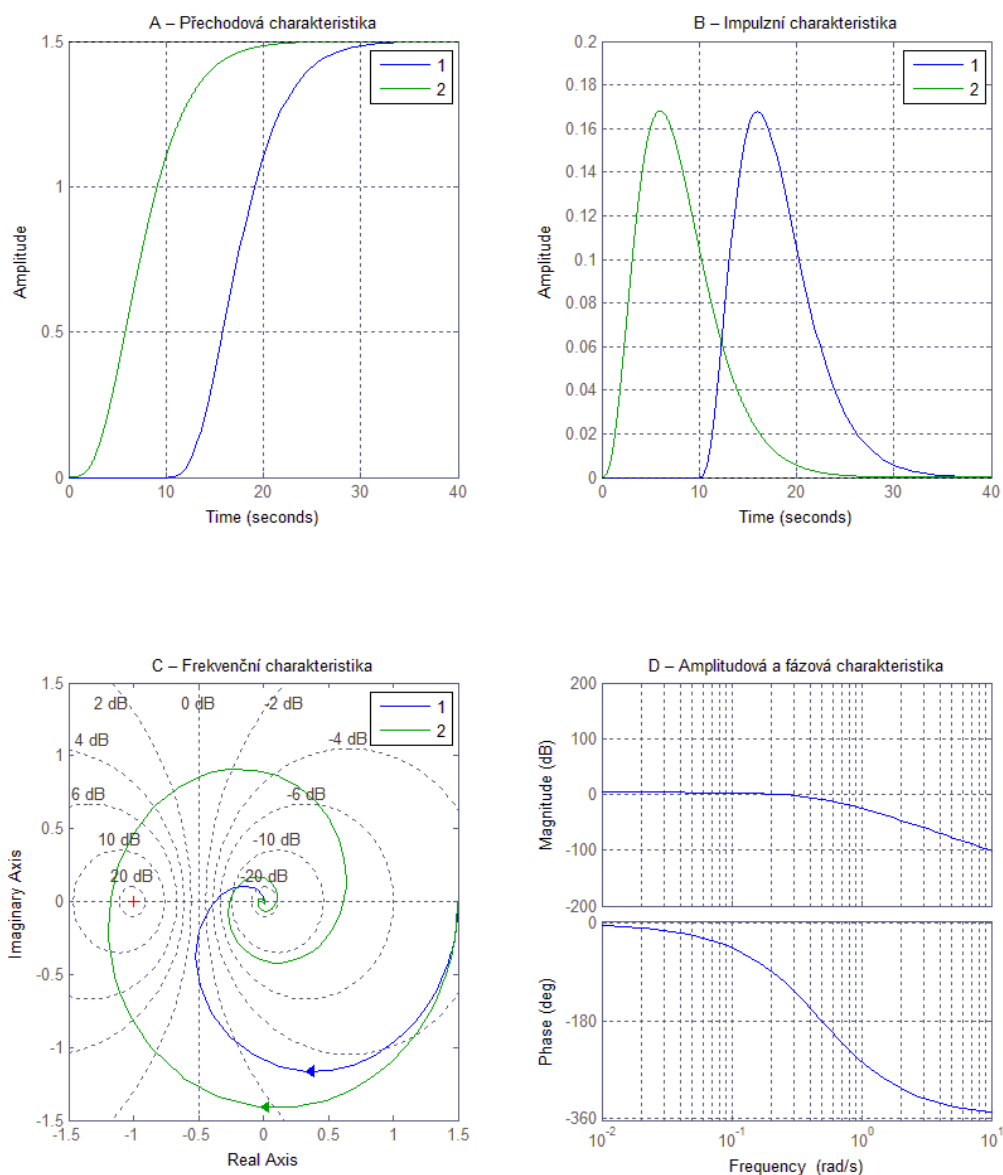 A – Přechodová charakteristika
1.5
1
0.5
0
Amplitude
1
2
0 10 20 30 40
Time (seconds)
B – Impulzní charakteristika
0.2
0.18
0.16
0.14
0.12
0.1
0.08
0.06
0.04
0.02
0
Amplitude
1
2
0 10 20 30 40
Time (seconds)
C – Frekvenční charakteristika
2 dB 0 dB -2 dB
4 dB -4 dB
6 dB -6 dB
10 dB -10 dB
20 dB -20 dB
1
2
1.5
1
0.5
0
-0.5
-1
-1.5
Imaginary Axis
-1.5 -1 -0.5 0 0.5 1 1.5
Real Axis
D – Amplitudová a fázová charakteristika
200
100
0
-100
-200
Magnitude (dB)
0
-180
-360
Phase (deg)
10⁻² 10⁻¹ 10⁰ 10¹
Frequency (rad/s)